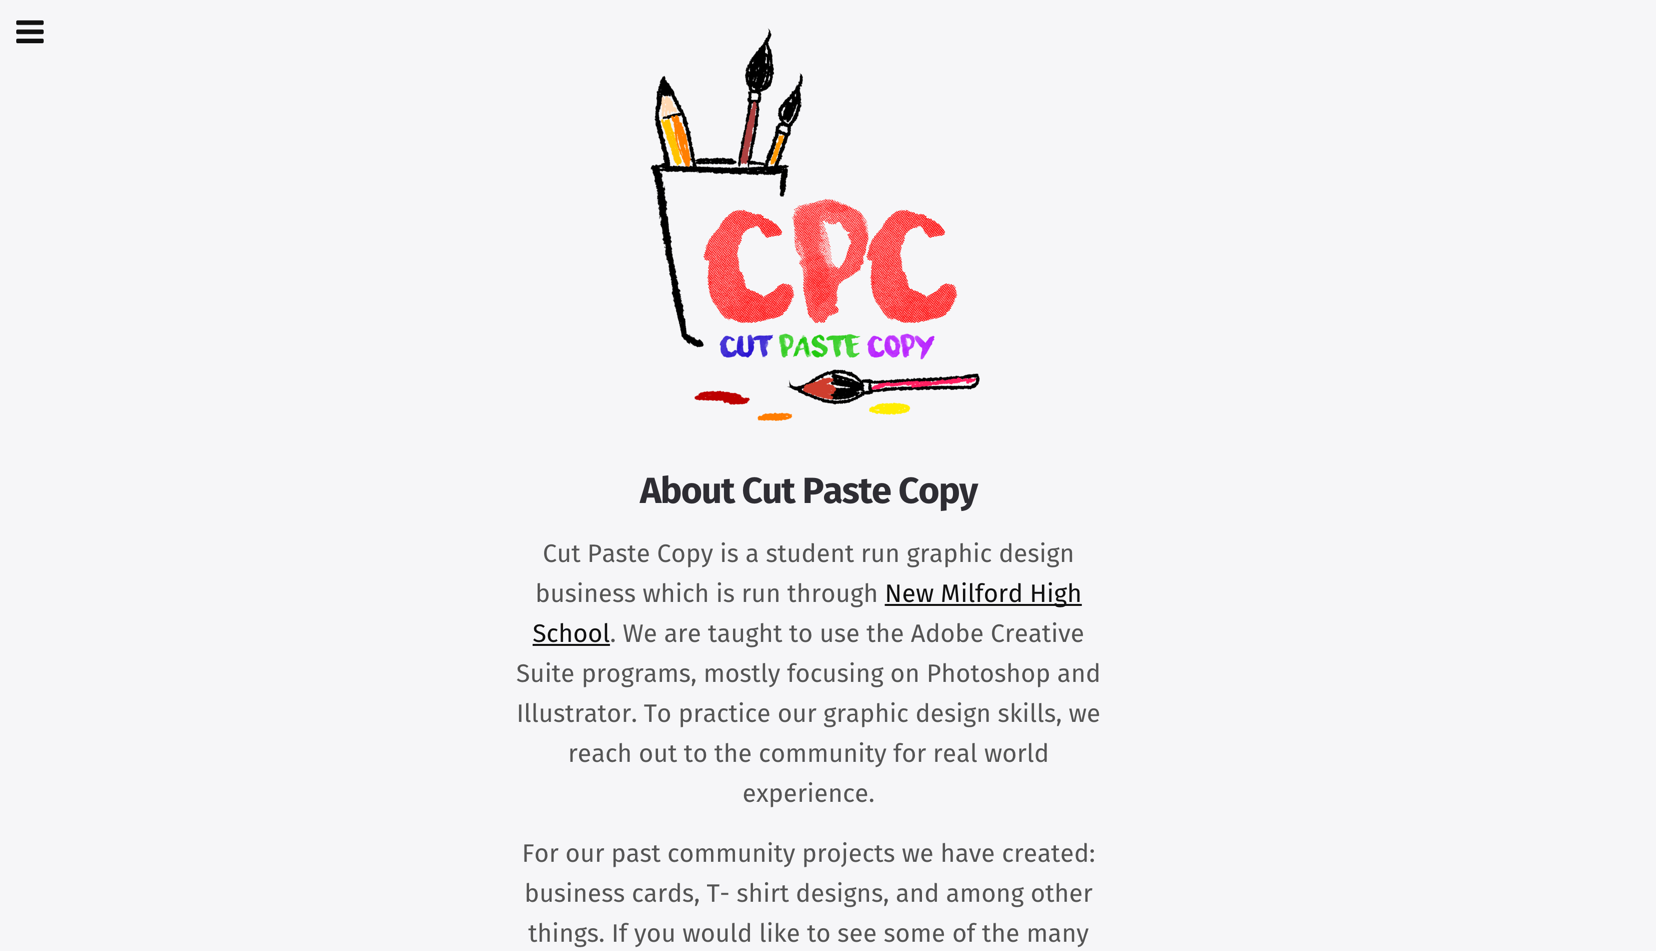 CPC
CUT PASTE COPY
About Cut Paste Copy
Cut Paste Copy is a student run graphic design
business which is run through New Milford High
School. We are taught to use the Adobe Creative
Suite programs, mostly focusing on Photoshop and
Illustrator. To practice our graphic design skills, we
reach out to the community for real world
experience.
For our past community projects we have created:
business cards, T- shirt designs, and among other
things. If you would like to see some of the many